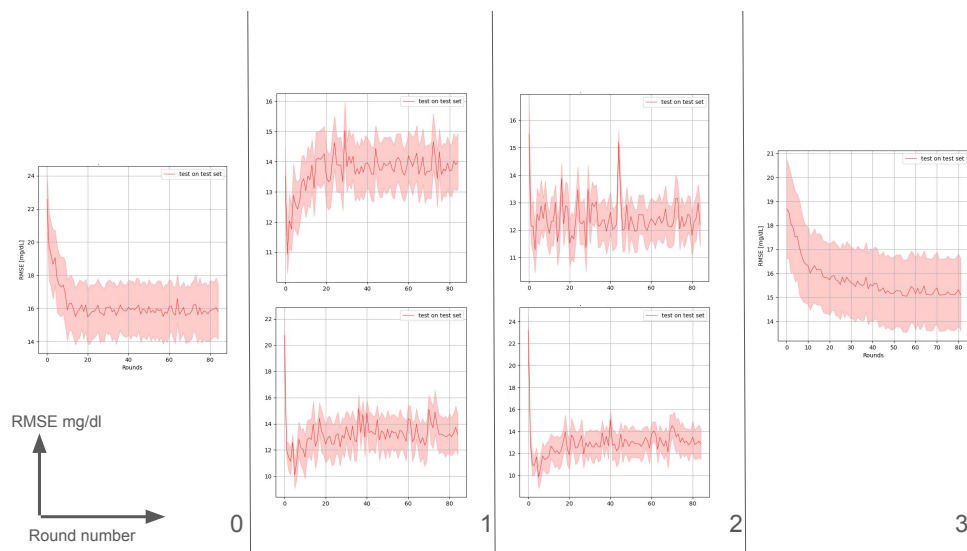 test on test set
RMSE [mg/dL]
24
22
20
18
16
14
0 20 40 60 80
Rounds
RMSE mg/dl
Round number
0
test on test set
16
15
14
13
12
11
0 20 40 60 80
test on test set
22
20
18
16
14
12
10
0 20 40 60 80
1
test on test set
16
15
14
13
12
11
0 20 40 60 80
test on test set
24
22
20
18
16
14
12
10
0 20 40 60 80
2
test on test set
RMSE [mg/dL]
21
20
19
18
17
16
15
14
0 10 20 30 40 50 60 70 80
Rounds
3